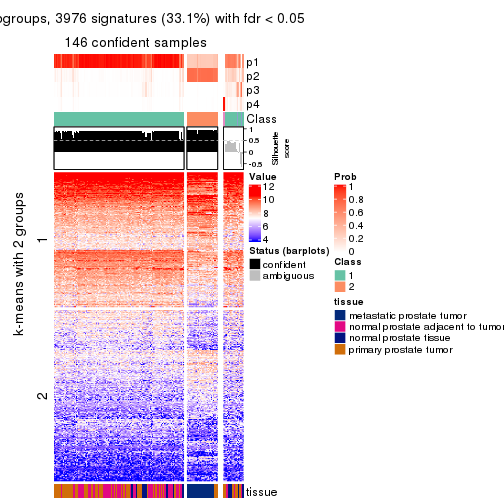 ogroups, 3976 signatures (33.1%) with fdr < 0.05
146 confident samples
p1
p2
p3
p4
Class
1
0.5
0
-0.5
Silhouette
score
k-means with 2 groups
1
2
Value
12
10
8
6
4
Status (barplots)
confident
ambiguous
Prob
1
0.8
0.6
0.4
0.2
0
Class
1
2
tissue
metastatic prostate tumor
normal prostate adjacent to tumor
normal prostate tissue
primary prostate tumor
tissue